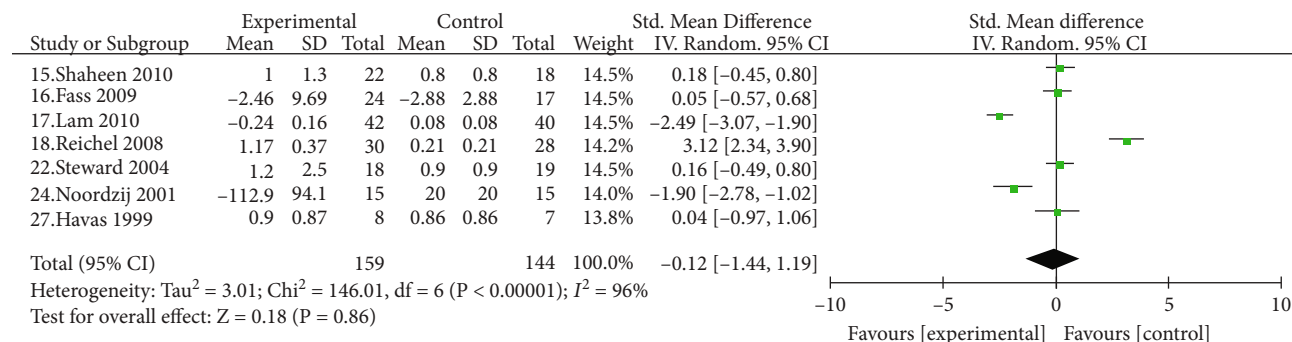 Experimental Control Std. Mean Difference Std. Mean difference
Study or Subgroup Mean SD Total Mean SD Total Weight IV. Random. 95% CI IV. Random. 95% CI
15.Shaheen 2010 1 1.3 22 0.8 0.8 18 14.5% 0.18 [−0.45, 0.80]
16.Fass 2009 −2.46 9.69 24 −2.88 2.88 17 14.5% 0.05 [−0.57, 0.68]
17.Lam 2010 −0.24 0.16 42 0.08 0.08 40 14.5% −2.49 [−3.07, −1.90]
18.Reichel 2008 1.17 0.37 30 0.21 0.21 28 14.2% 3.12 [2.34, 3.90]
22.Steward 2004 1.2 2.5 18 0.9 0.9 19 14.5% 0.16 [−0.49, 0.80]
24.Noordzij 2001 −112.9 94.1 15 20 20 15 14.0% −1.90 [−2.78, −1.02]
27.Havas 1999 0.9 0.87 8 0.86 0.86 7 13.8% 0.04 [−0.97, 1.06]
Total (95% CI) 159 144 100.0% −0.12 [−1.44, 1.19]
Heterogeneity: Tau² = 3.01; Chi² = 146.01, df = 6 (P < 0.00001); I² = 96%
Test for overall effect: Z = 0.18 (P = 0.86)
−10 −5 0 5 10
Favours [experimental] Favours [control]